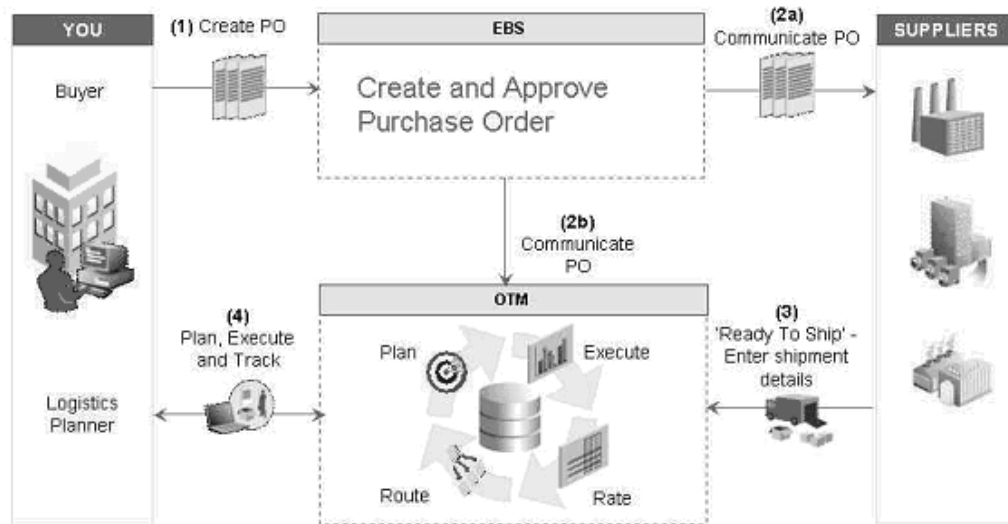 YOU
Buyer
Logistics
Planner
(1) Create PO
EBS
Create and Approve
Purchase Order
(2a)
Communicate PO
SUPPLIERS
(2b)
Communicate
PO
OTM
Plan
Execute
Route
Rate
(3)
'Ready To Ship' -
Enter shipment
details
(4)
Plan, Execute
and Track